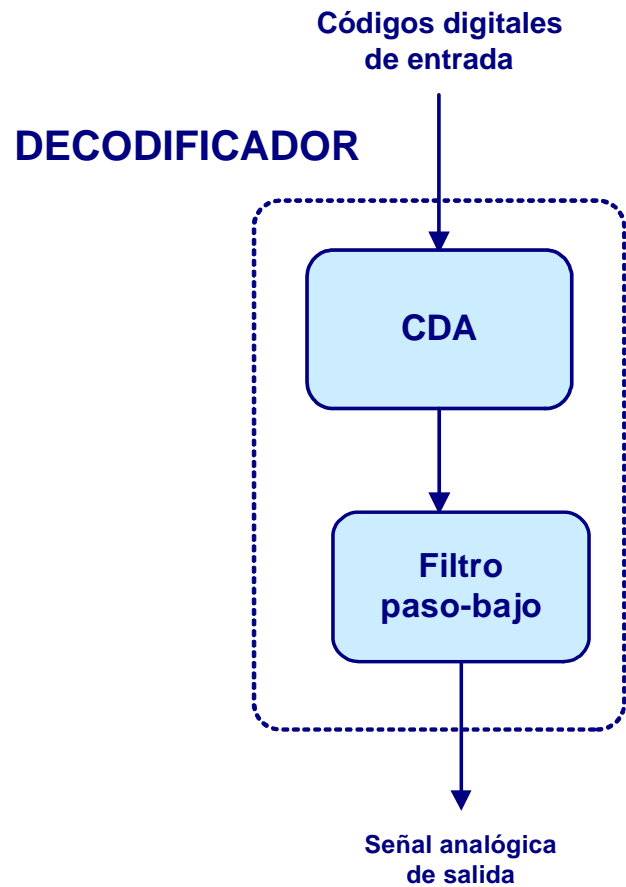 Códigos digitales
de entrada
DECODIFICADOR
CDA
Filtro
paso-bajo
Señal analógica
de salida